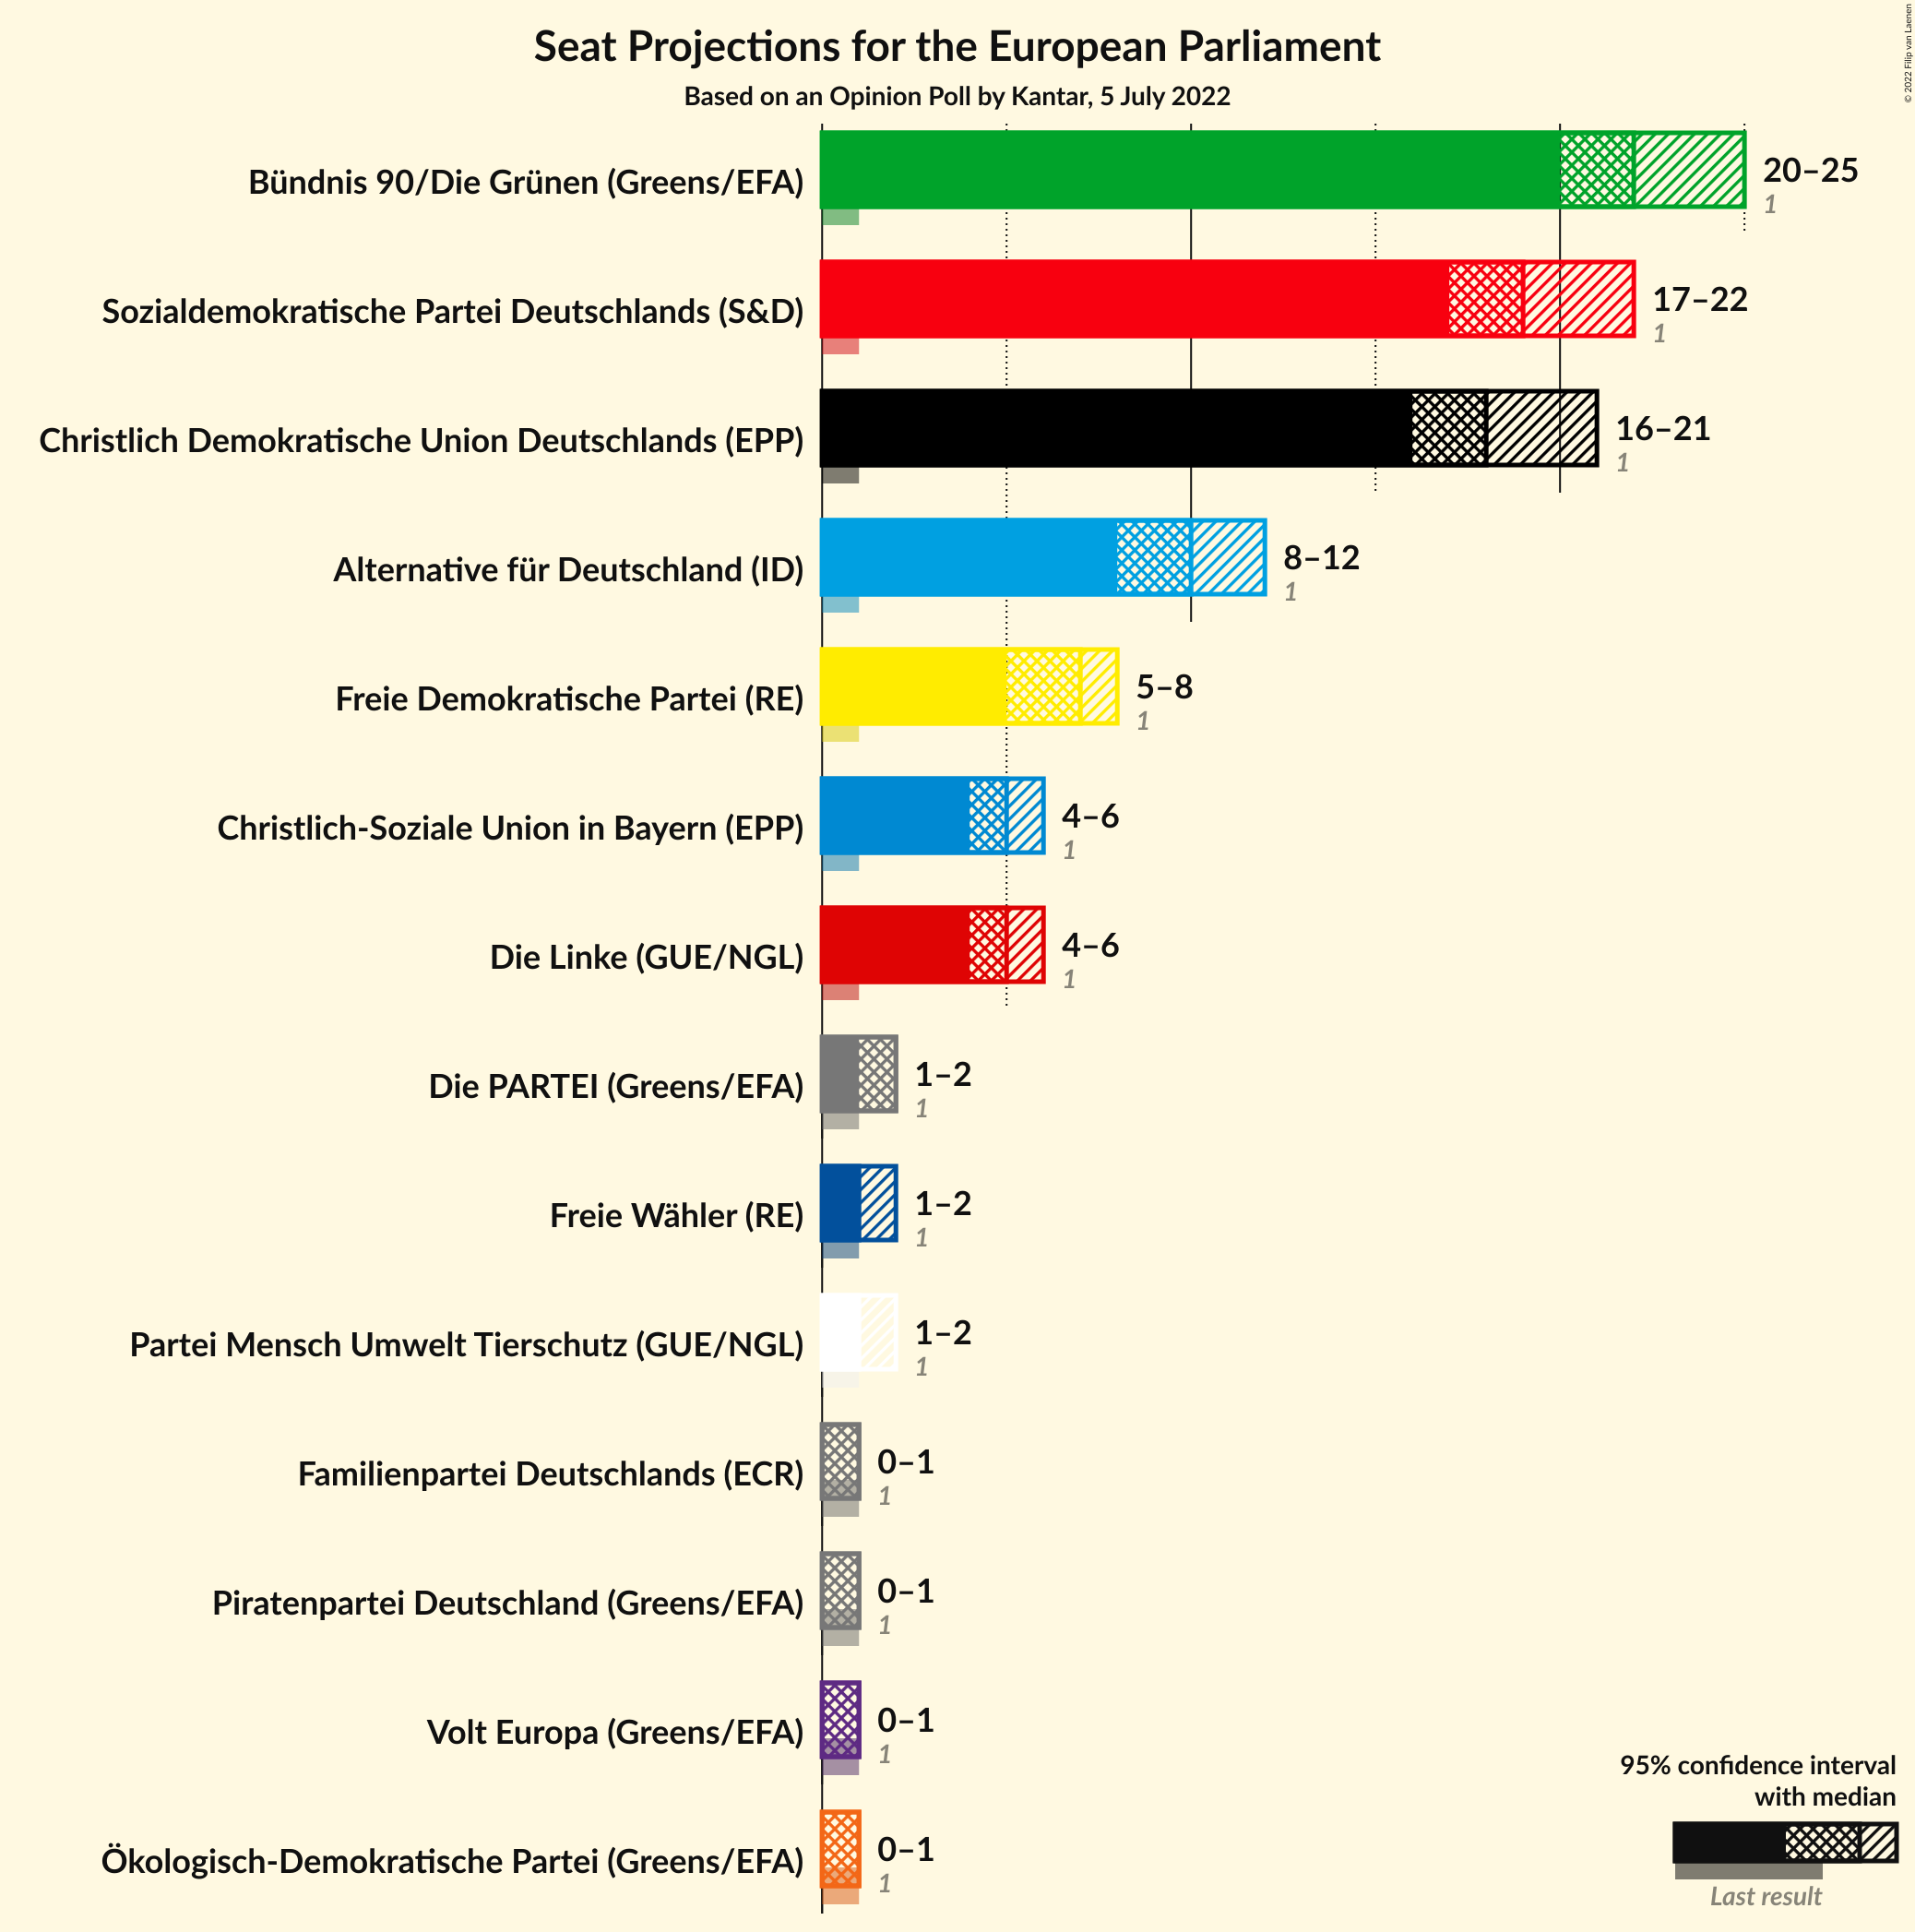 Seat Projections for the European Parliament
Based on an Opinion Poll by Kantar, 5 July 2022
© 2022 Filip van Laenen
Bündnis 90/Die Grünen (Greens/EFA)
20–25
1
Sozialdemokratische Partei Deutschlands (S&D)
17–22
1
Christlich Demokratische Union Deutschlands (EPP)
16–21
1
Alternative für Deutschland (ID)
8–12
1
Freie Demokratische Partei (RE)
5–8
1
Christlich-Soziale Union in Bayern (EPP)
4–6
1
Die Linke (GUE/NGL)
4–6
1
Die PARTEI (Greens/EFA)
1–2
1
Freie Wähler (RE)
1–2
1
Partei Mensch Umwelt Tierschutz (GUE/NGL)
1–2
1
Familienpartei Deutschlands (ECR)
0–1
1
Piratenpartei Deutschland (Greens/EFA)
0–1
1
Volt Europa (Greens/EFA)
0–1
1
Ökologisch-Demokratische Partei (Greens/EFA)
0–1
1
95% confidence interval
with median
Last result